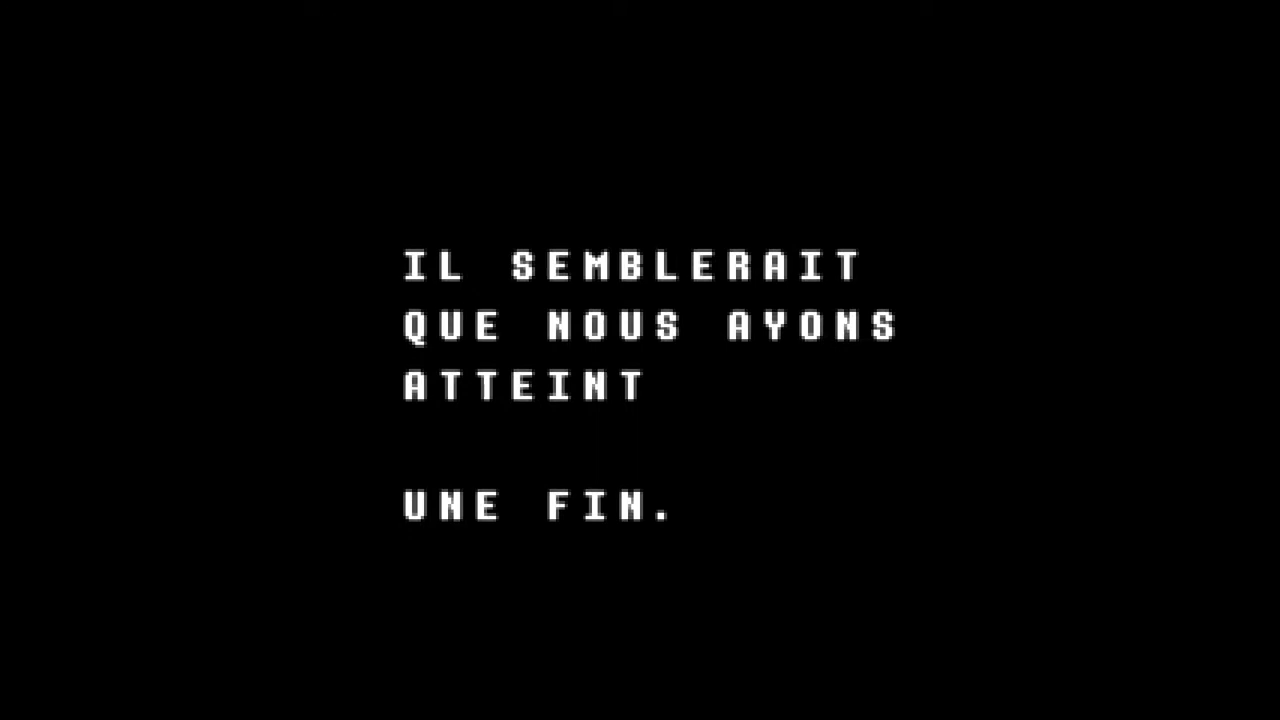 IL SEMBLERAIT
QUE NOUS AYONS
ATTEINT
UNE FIN.